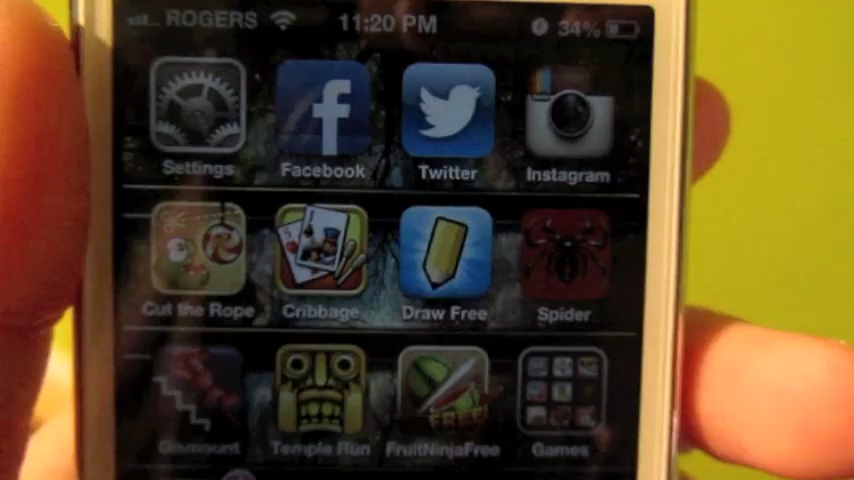 ROGERS 11:20 PM 34%
Settings Facebook Twitter Instagram
Cut the Rope Cribbage Draw Free Spider
FREE!
Dismount Temple Run FruitNinjaFree Games